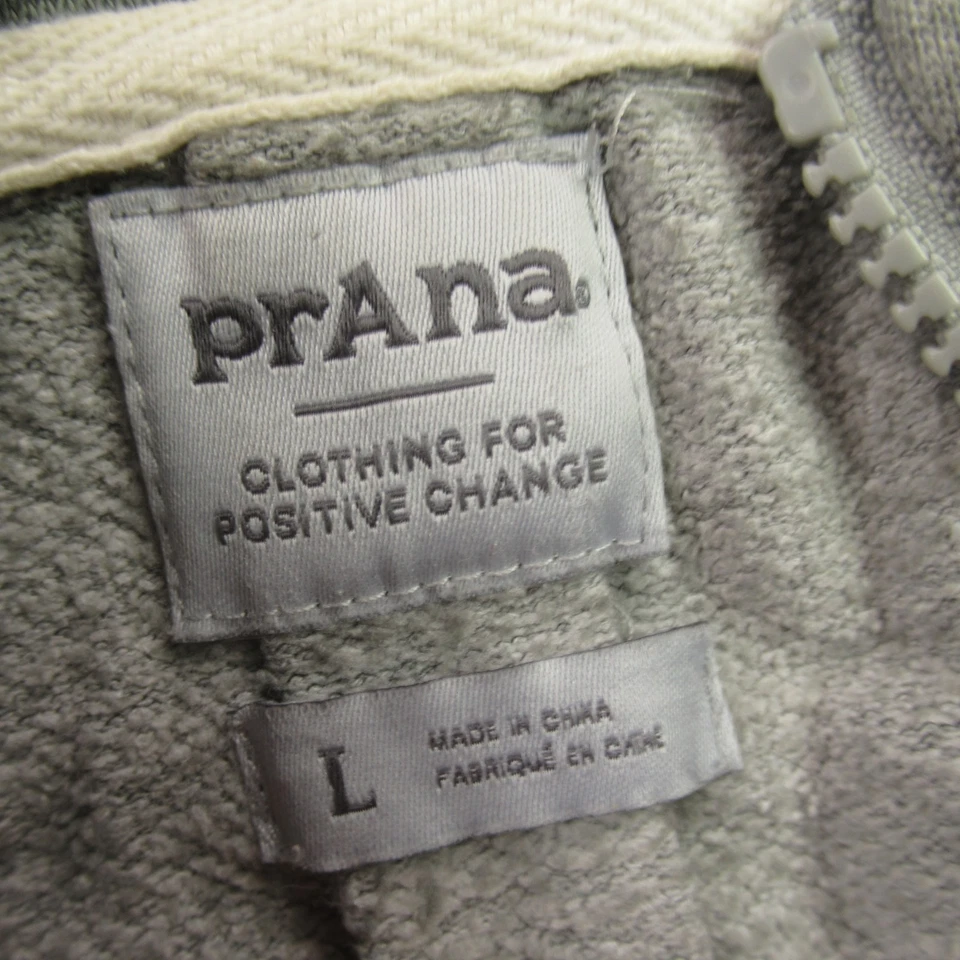 prAna®
CLOTHING FOR
POSITIVE CHANGE
L
MADE IN CHINA
FABRIQUÉ EN CHINE